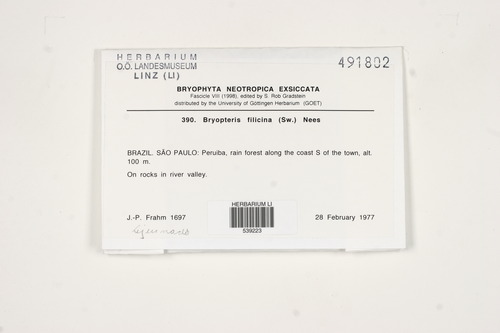 HERBARIUM
O.Ö. LANDESMUSEUM
LINZ (LI)
491802
BRYOPHYTA NEOTROPICA EXSICCATA
Fascicle VIII (1998), edited by S. Rob Gradstein
distributed by the University of Göttingen Herbarium (GOET)
390. Bryopteris filicina (Sw.) Nees
BRAZIL. SÃO PAULO: Peruíba, rain forest along the coast S of the town, alt.
100 m.
On rocks in river valley.
J.-P. Frahm 1697
28 February 1977
HERBARIUM LI
539223